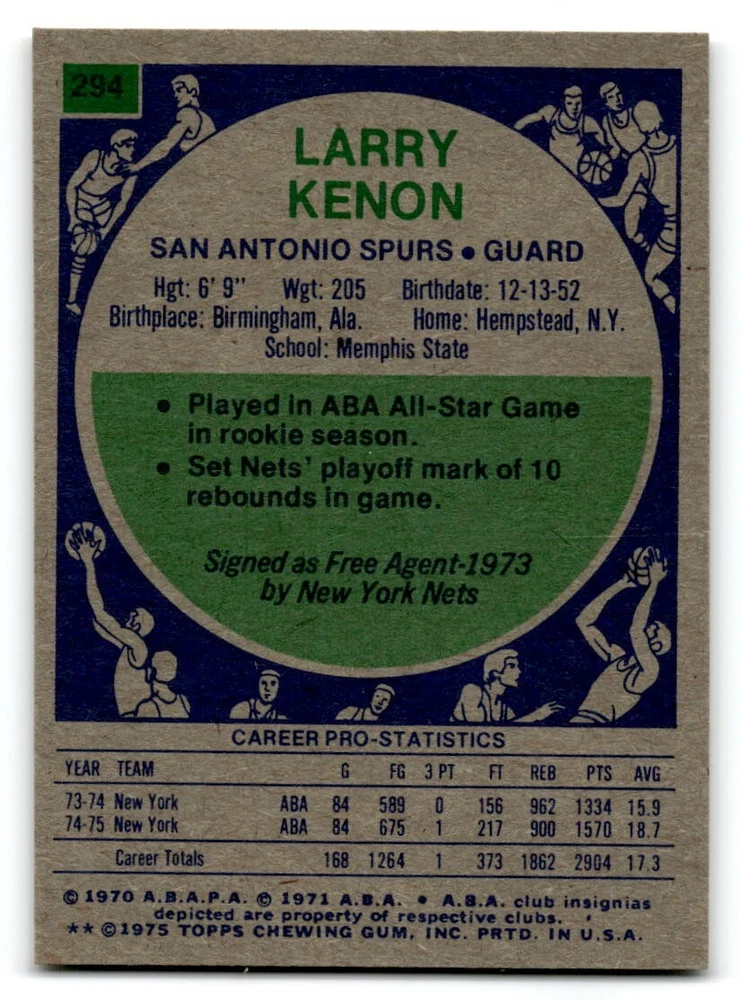 294
LARRY
KENON
SAN ANTONIO SPURS • GUARD
Hgt: 6' 9" Wgt: 205 Birthdate: 12-13-52
Birthplace: Birmingham, Ala. Home: Hempstead, N.Y.
School: Memphis State
• Played in ABA All-Star Game
in rookie season.
• Set Nets' playoff mark of 10
rebounds in game.
Signed as Free Agent-1973
by New York Nets
CAREER PRO-STATISTICS
YEAR TEAM G FG 3 PT FT REB PTS AVG
73-74 New York ABA 84 589 0 156 962 1334 15.9
74-75 New York ABA 84 675 1 217 900 1570 18.7
Career Totals 168 1264 1 373 1862 2904 17.3
© 1970 A.B.A.P.A. © 1971 A.B.A. • A.B.A. club insignias
depicted are property of respective clubs.
** ©1975 TOPPS CHEWING GUM, INC. PRTD. IN U.S.A.